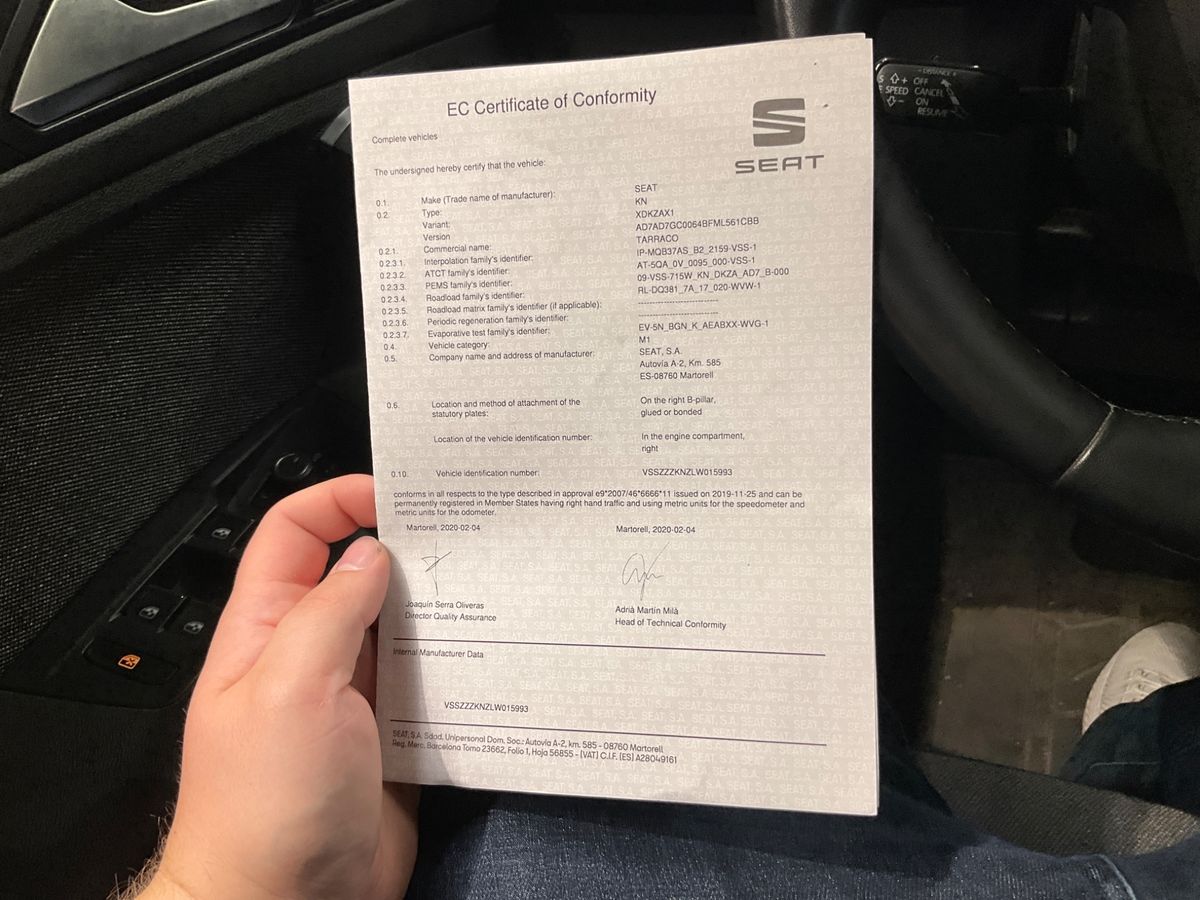 EC Certificate of Conformity
SEAT
Complete vehicles
The undersigned hereby certify that the vehicle:
0.1. Make (Trade name of manufacturer): SEAT
0.2. Type: KN
Variant: XDKZAX1
Version AD7AD7GC0064BFML561CBB
0.2.1. Commercial name: TARRACO
0.2.3.1. Interpolation family's identifier: IP-MQB37AS_B2_2159-VSS-1
0.2.3.2. ATCT family's identifier: AT-5QA_0V_0095_000-VSS-1
0.2.3.3. PEMS family's identifier: 09-VSS-715W_KN_DKZA_AD7_B-000
0.2.3.4. Roadload family's identifier: RL-DQ381_7A_17_020-WVW-1
0.2.3.5. Roadload matrix family's identifier (if applicable): ----------------------------
0.2.3.6. Periodic regeneration family's identifier: ----------------------------
0.2.3.7. Evaporative test family's identifier: EV-5N_BGN_K_AEABXX-WVG-1
0.4. Vehicle category: M1
0.5. Company name and address of manufacturer: SEAT, S.A.
Autovía A-2, Km. 585
ES-08760 Martorell
0.6. Location and method of attachment of the statutory plates: On the right B-pillar,
glued or bonded
Location of the vehicle identification number: In the engine compartment,
right
0.10. Vehicle identification number: VSSZZZKNZLW015993
conforms in all respects to the type described in approval e9*2007/46*6666*11 issued on 2019-11-25 and can be
permanently registered in Member States having right hand traffic and using metric units for the speedometer and
metric units for the odometer.
Martorell, 2020-02-04 Martorell, 2020-02-04
Joaquín Serra Oliveras Adrià Martín Milà
Director Quality Assurance Head of Technical Conformity
Internal Manufacturer Data
VSSZZZKNZLW015993
SEAT, S.A. Sdad. Unipersonal Dom. Soc.: Autovía A-2, km. 585 - 08760 Martorell
Reg. Merc. Barcelona Tomo 23662, Folio 1, Hoja 56855 - (VAT) C.I.F. (ES) A28049161
DISTANCE
OFF
SPEED CANCEL
ON
RESUME